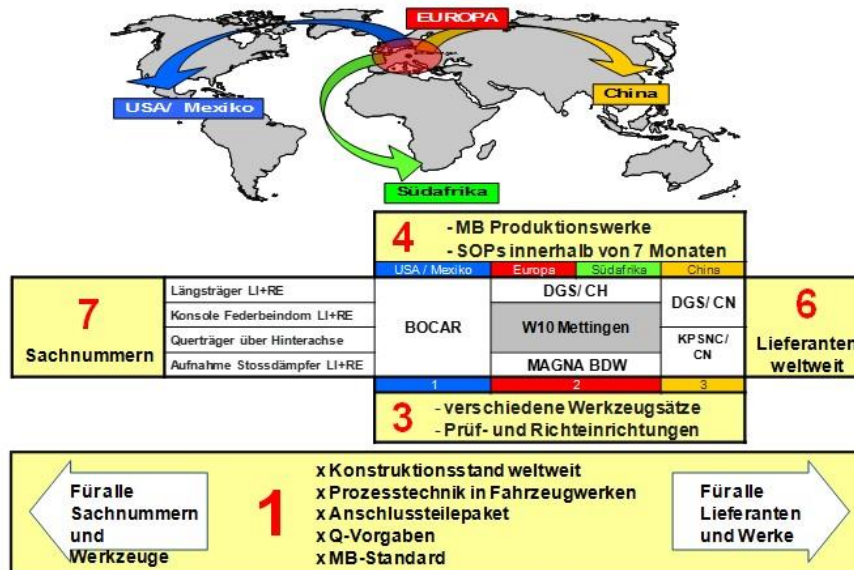 EUROPA
USA/ Mexiko
China
Südafrika
4
- MB Produktionswerke
- SOPs innerhalb von 7 Monaten
USA / Mexiko
Europa
Südafrika
China
7
Sachnummern
Längsträger LI+RE
Konsole Federbeindom LI+RE
Querträger über Hinterachse
Aufnahme Stossdämpfer LI+RE
BOCAR
DGS/ CH
W10 Mettingen
MAGNA BDW
DGS/ CN
KPSNC/
CN
6
Lieferanten
weltweit
1
2
3
3
- verschiedene Werkzeugsätze
- Prüf- und Richteinrichtungen
Füralle
Sachnummern
und
Werkzeuge
1
x Konstruktionsstand weltweit
x Prozesstechnik in Fahrzeugwerken
x Anschlussteilepaket
x Q-Vorgaben
x MB-Standard
Füralle
Lieferanten
und Werke